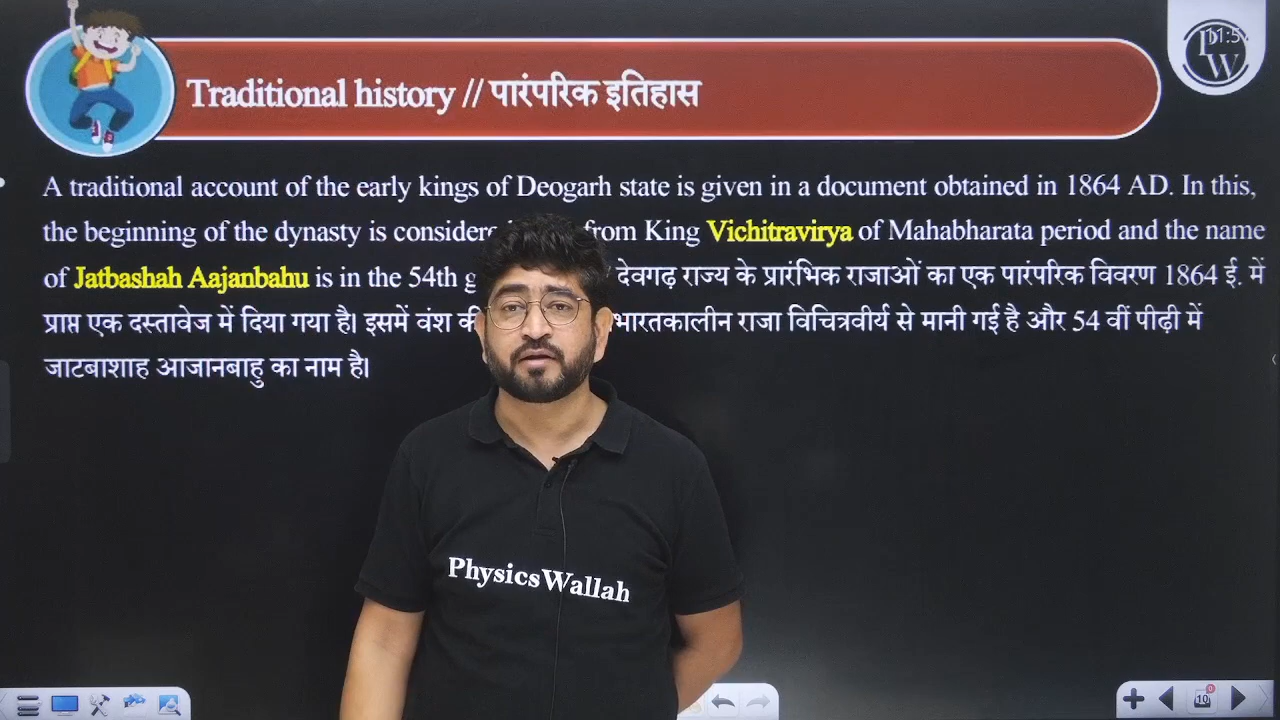 Traditional history // पारंपरिक इतिहास
A traditional account of the early kings of Deogarh state is given in a document obtained in 1864 AD. In this,
the beginning of the dynasty is from King Vichitravirya of Mahabharata period and the name
of Jatbashah Aajanbahu is in the 54th देवगढ़ राज्य के प्रारंभिक राजाओं का एक पारंपरिक विवरण 1864 ई. में
प्राप्त एक दस्तावेज में दिया गया है। इसमें वंश भारतकालीन राजा विचित्रवीर्य से मानी गई है और 54 वीं पीढ़ी में
जाटबाशाह आजानबाहु का नाम है।
PhysicsWallah
10